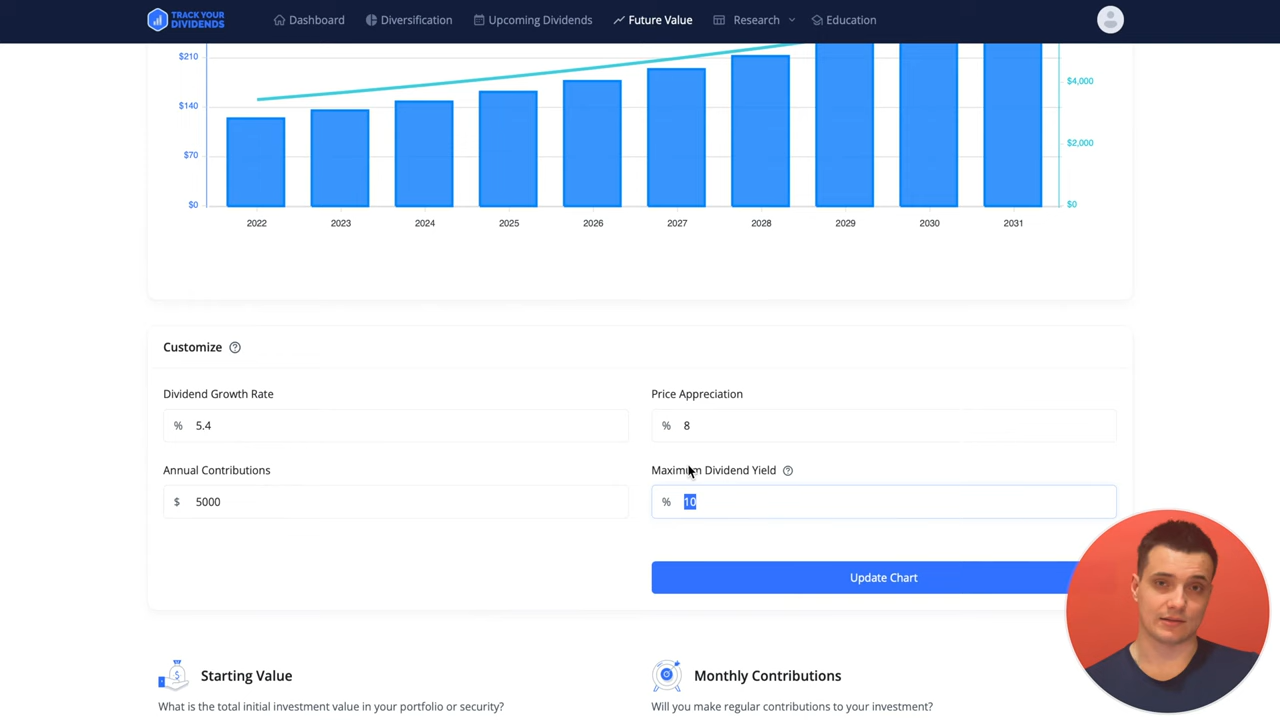 TRACK YOUR
DIVIDENDS
Dashboard
Diversification
Upcoming Dividends
Future Value
Research
Education
$210
$140
$70
$0
$4,000
$2,000
$0
2022 2023 2024 2025 2026 2027 2028 2029 2030 2031
Customize ?
Dividend Growth Rate
% 5.4
Price Appreciation
% 8
Annual Contributions
$ 5000
Maximum Dividend Yield ?
% 10
Update Chart
Starting Value
What is the total initial investment value in your portfolio or security?
Monthly Contributions
Will you make regular contributions to your investment?